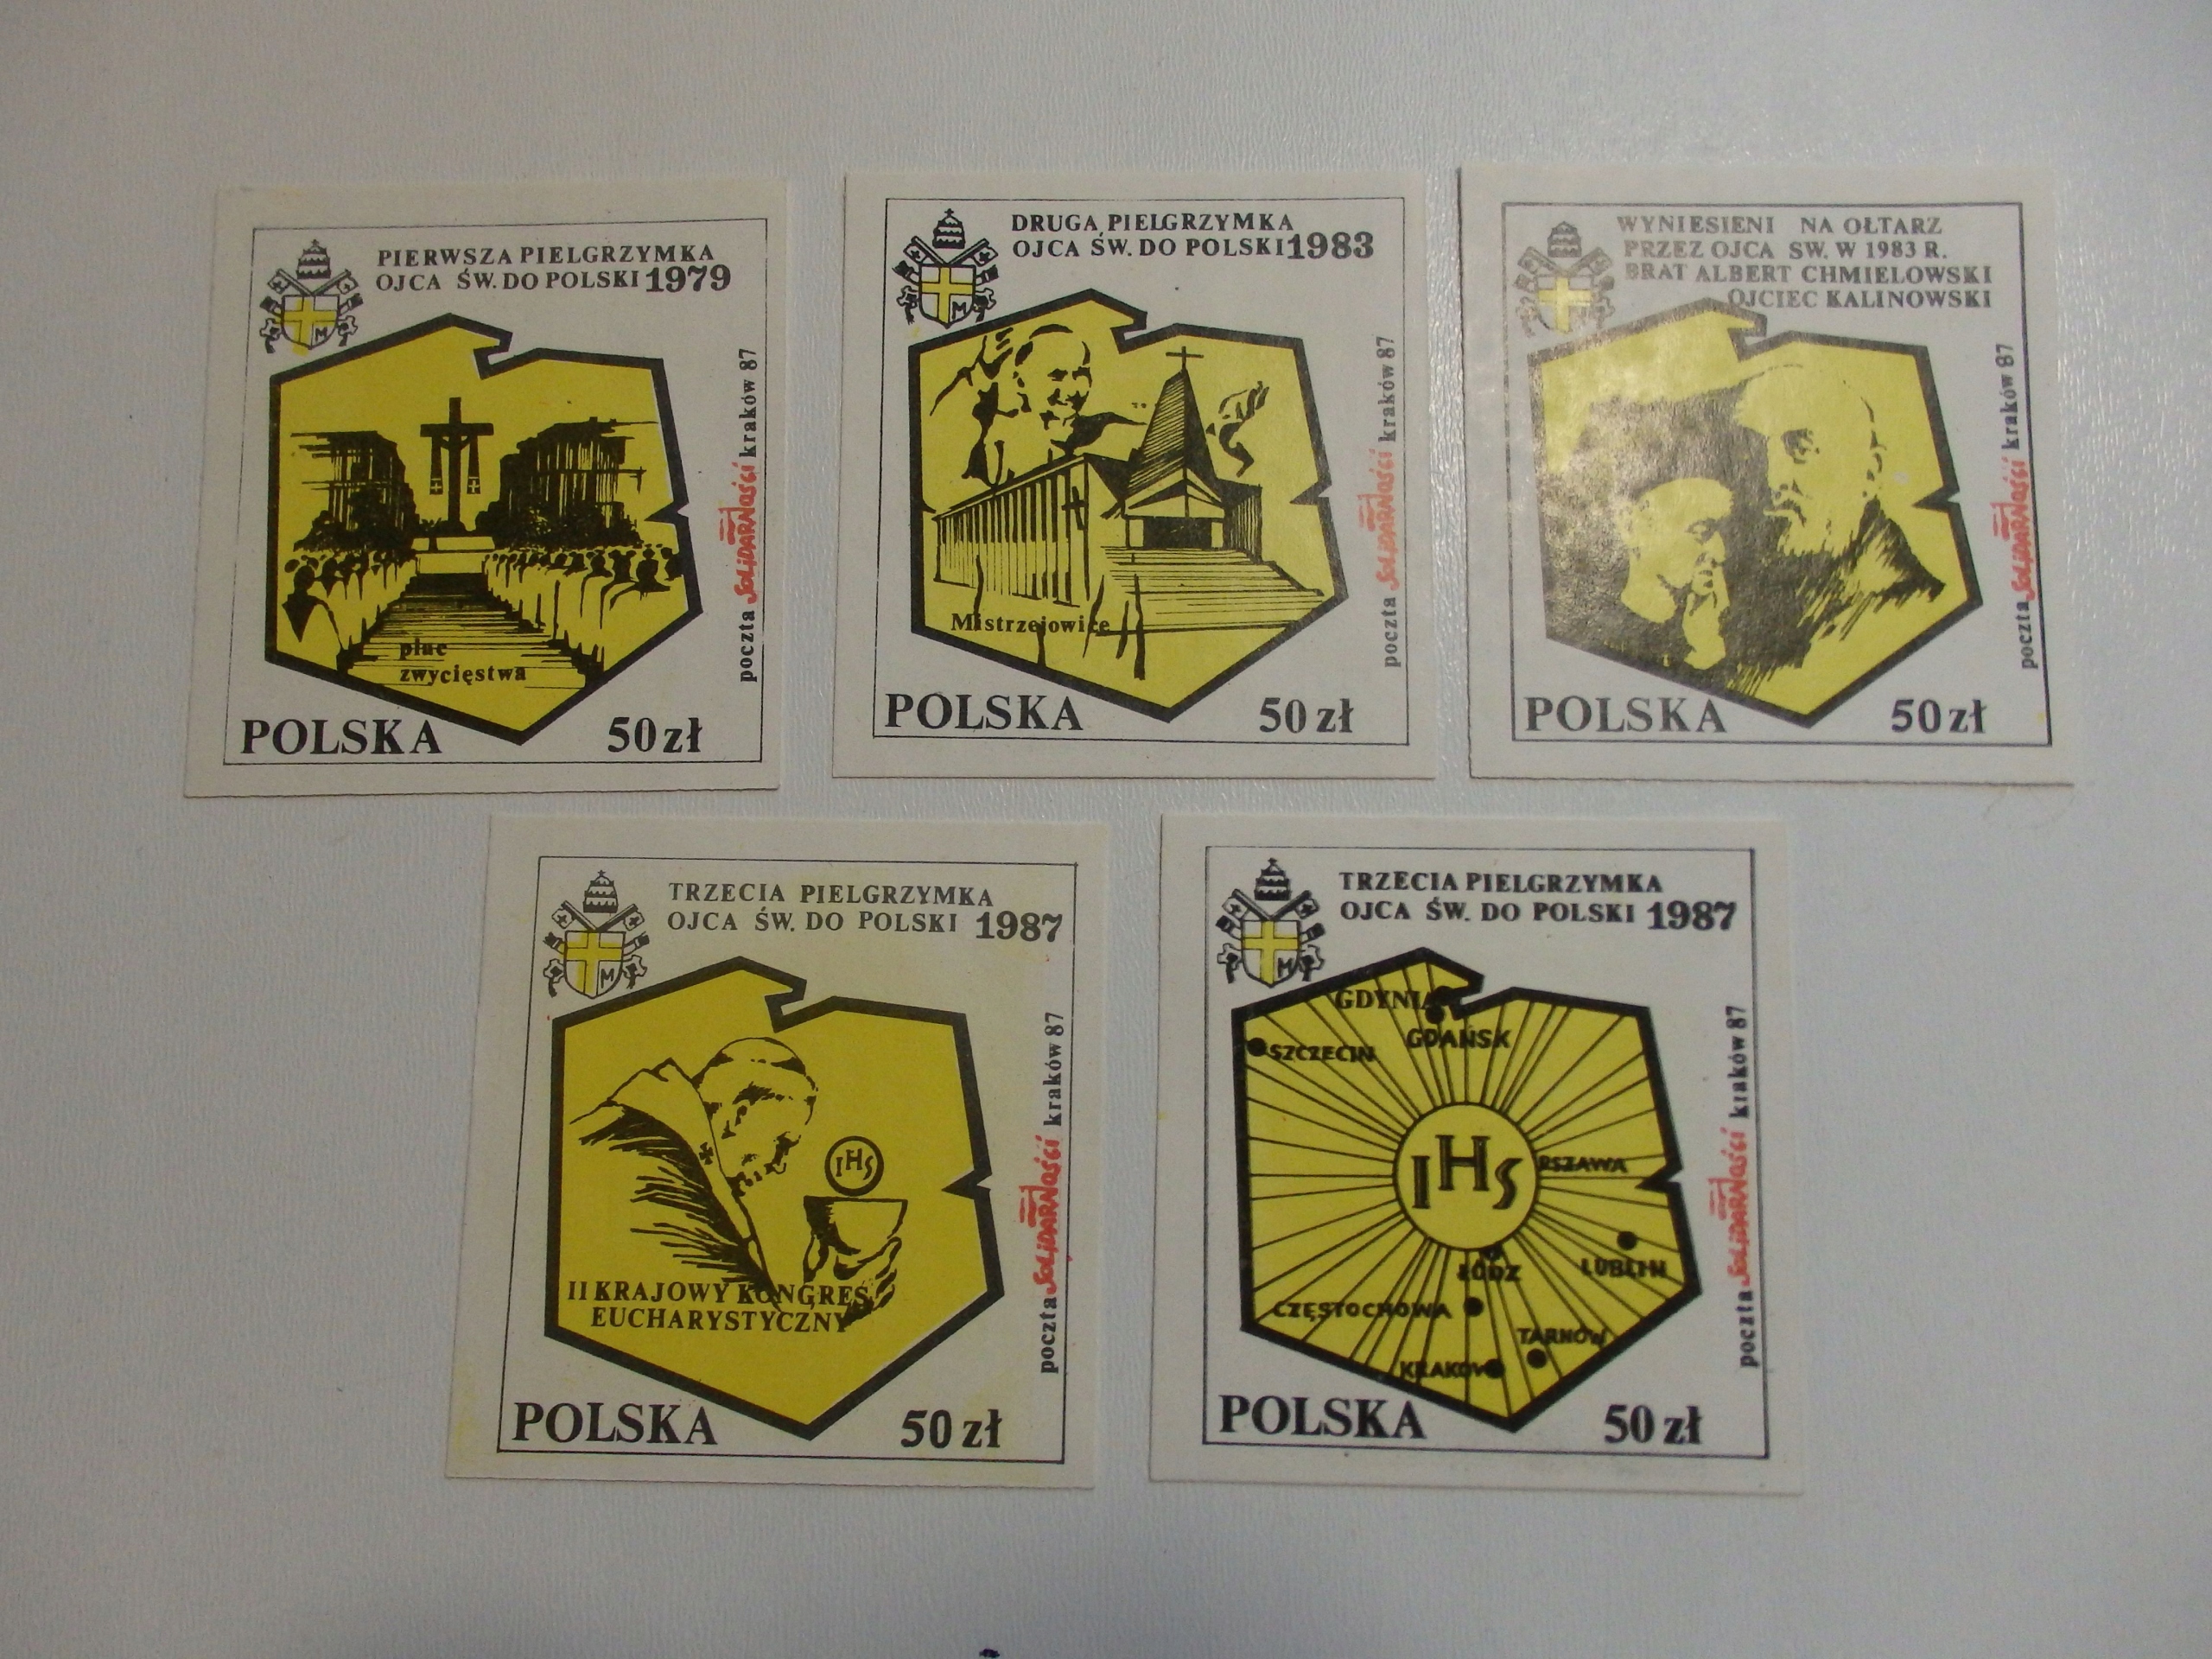 PIERWSZA PIELGRZYMKA
OJCA ŚW. DO POLSKI 1979
M
plac
zwycięstwa
poczta SOLIDARNOŚCI kraków 87
POLSKA 50 zł
DRUGA PIELGRZYMKA
OJCA ŚW. DO POLSKI 1983
M
Mistrzejowice
poczta SOLIDARNOŚCI kraków 87
POLSKA 50 zł
WYNIESIENI NA OŁTARZ
PRZEZ OJCA SW. W 1983 R.
BRAT ALBERT CHMIELOWSKI
OJCIEC KALINOWSKI
poczta SOLIDARNOŚCI kraków 87
POLSKA 50 zł
TRZECIA PIELGRZYMKA
OJCA ŚW. DO POLSKI 1987
M
IHS
II KRAJOWY KONGRES
EUCHARYSTYCZNY
poczta SOLIDARNOŚCI kraków 87
POLSKA 50 zł
TRZECIA PIELGRZYMKA
OJCA ŚW. DO POLSKI 1987
M
GDYNIA
GDAŃSK
SZCZECIN
IHS
RSZAWA
ŁÓDZ
LUBLIN
CZĘSTOCHOWA
TARNÓW
KRAKÓW
poczta SOLIDARNOŚCI kraków 87
POLSKA 50 zł